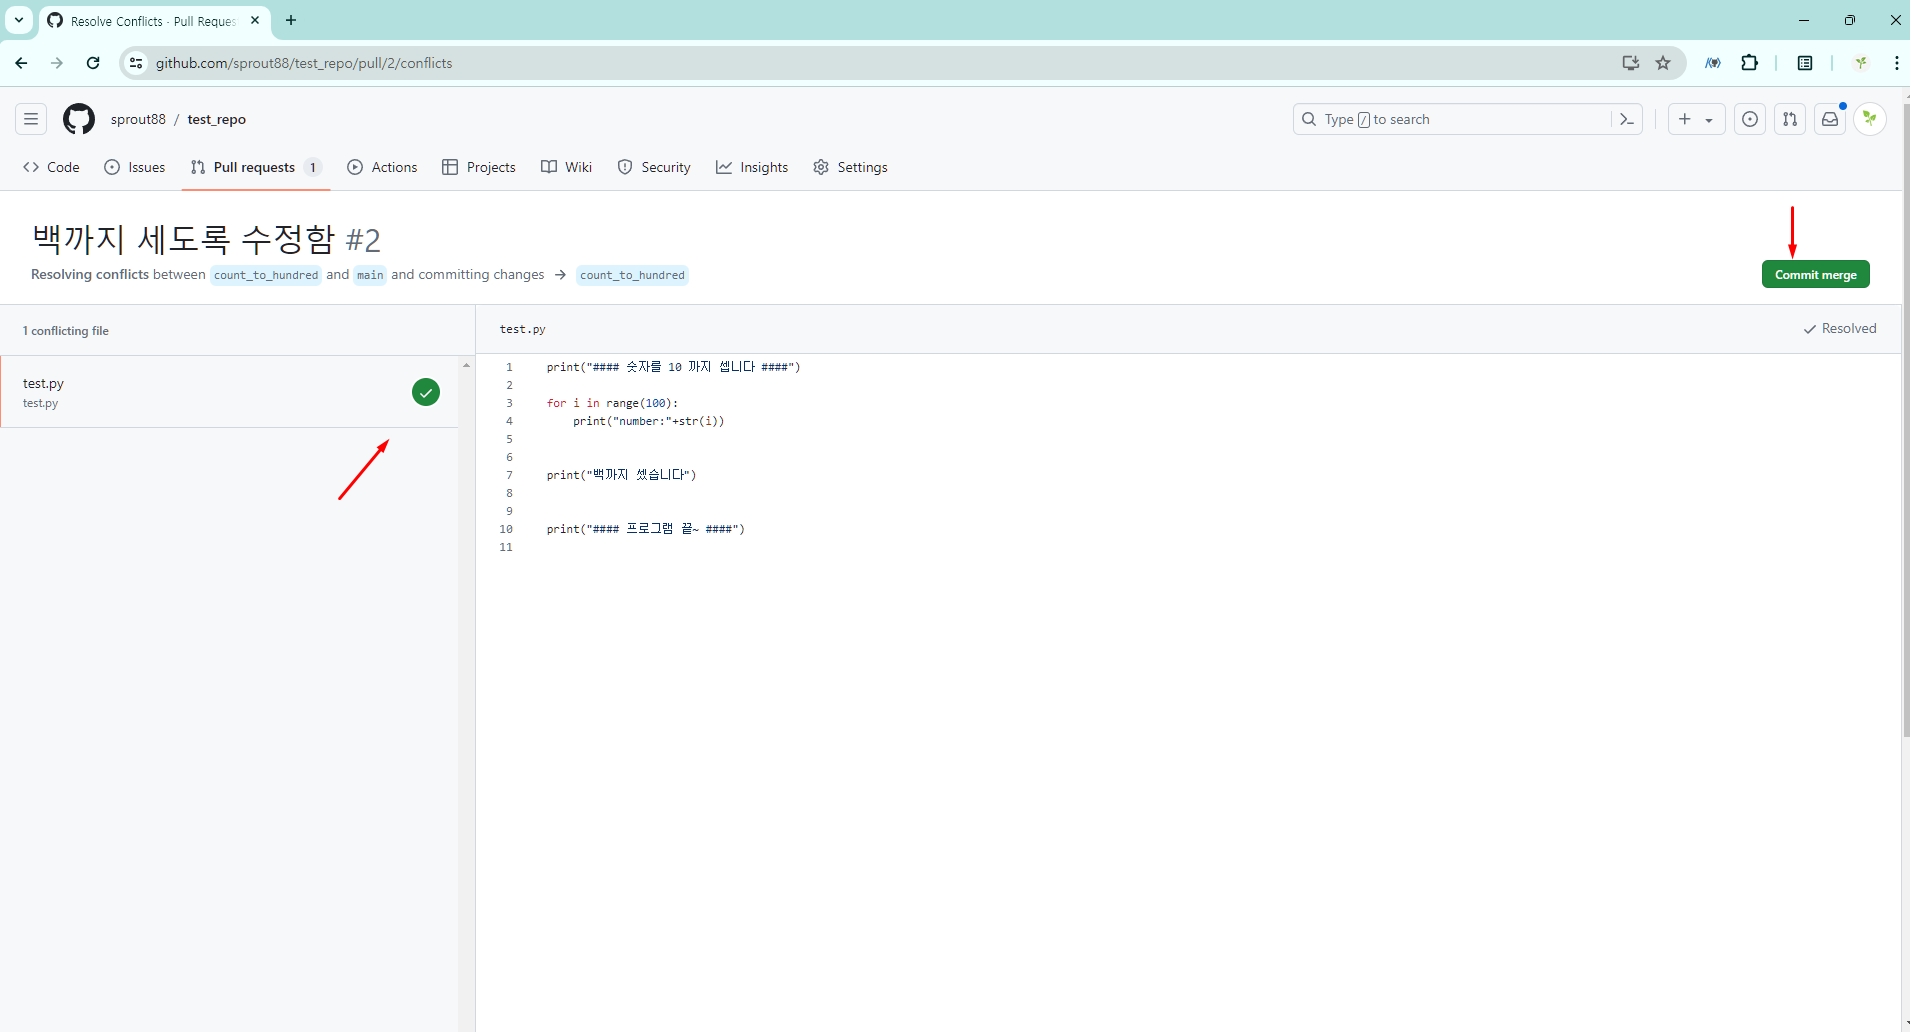 Resolve Conflicts · Pull Reques
github.com/sprout88/test_repo/pull/2/conflicts
sprout88 / test_repo
Type / to search
Code Issues Pull requests 1 Actions Projects Wiki Security Insights Settings
백까지 세도록 수정함 #2
Resolving conflicts between count_to_hundred and main and committing changes → count_to_hundred
Commit merge
1 conflicting file
test.py
test.py
test.py
Resolved
1 print("#### 숫자를 10 까지 셉니다 ####")
2
3 for i in range(100):
4 print("number:"+str(i))
5
6
7 print("백까지 셌습니다")
8
9
10 print("#### 프로그램 끝~ ####")
11